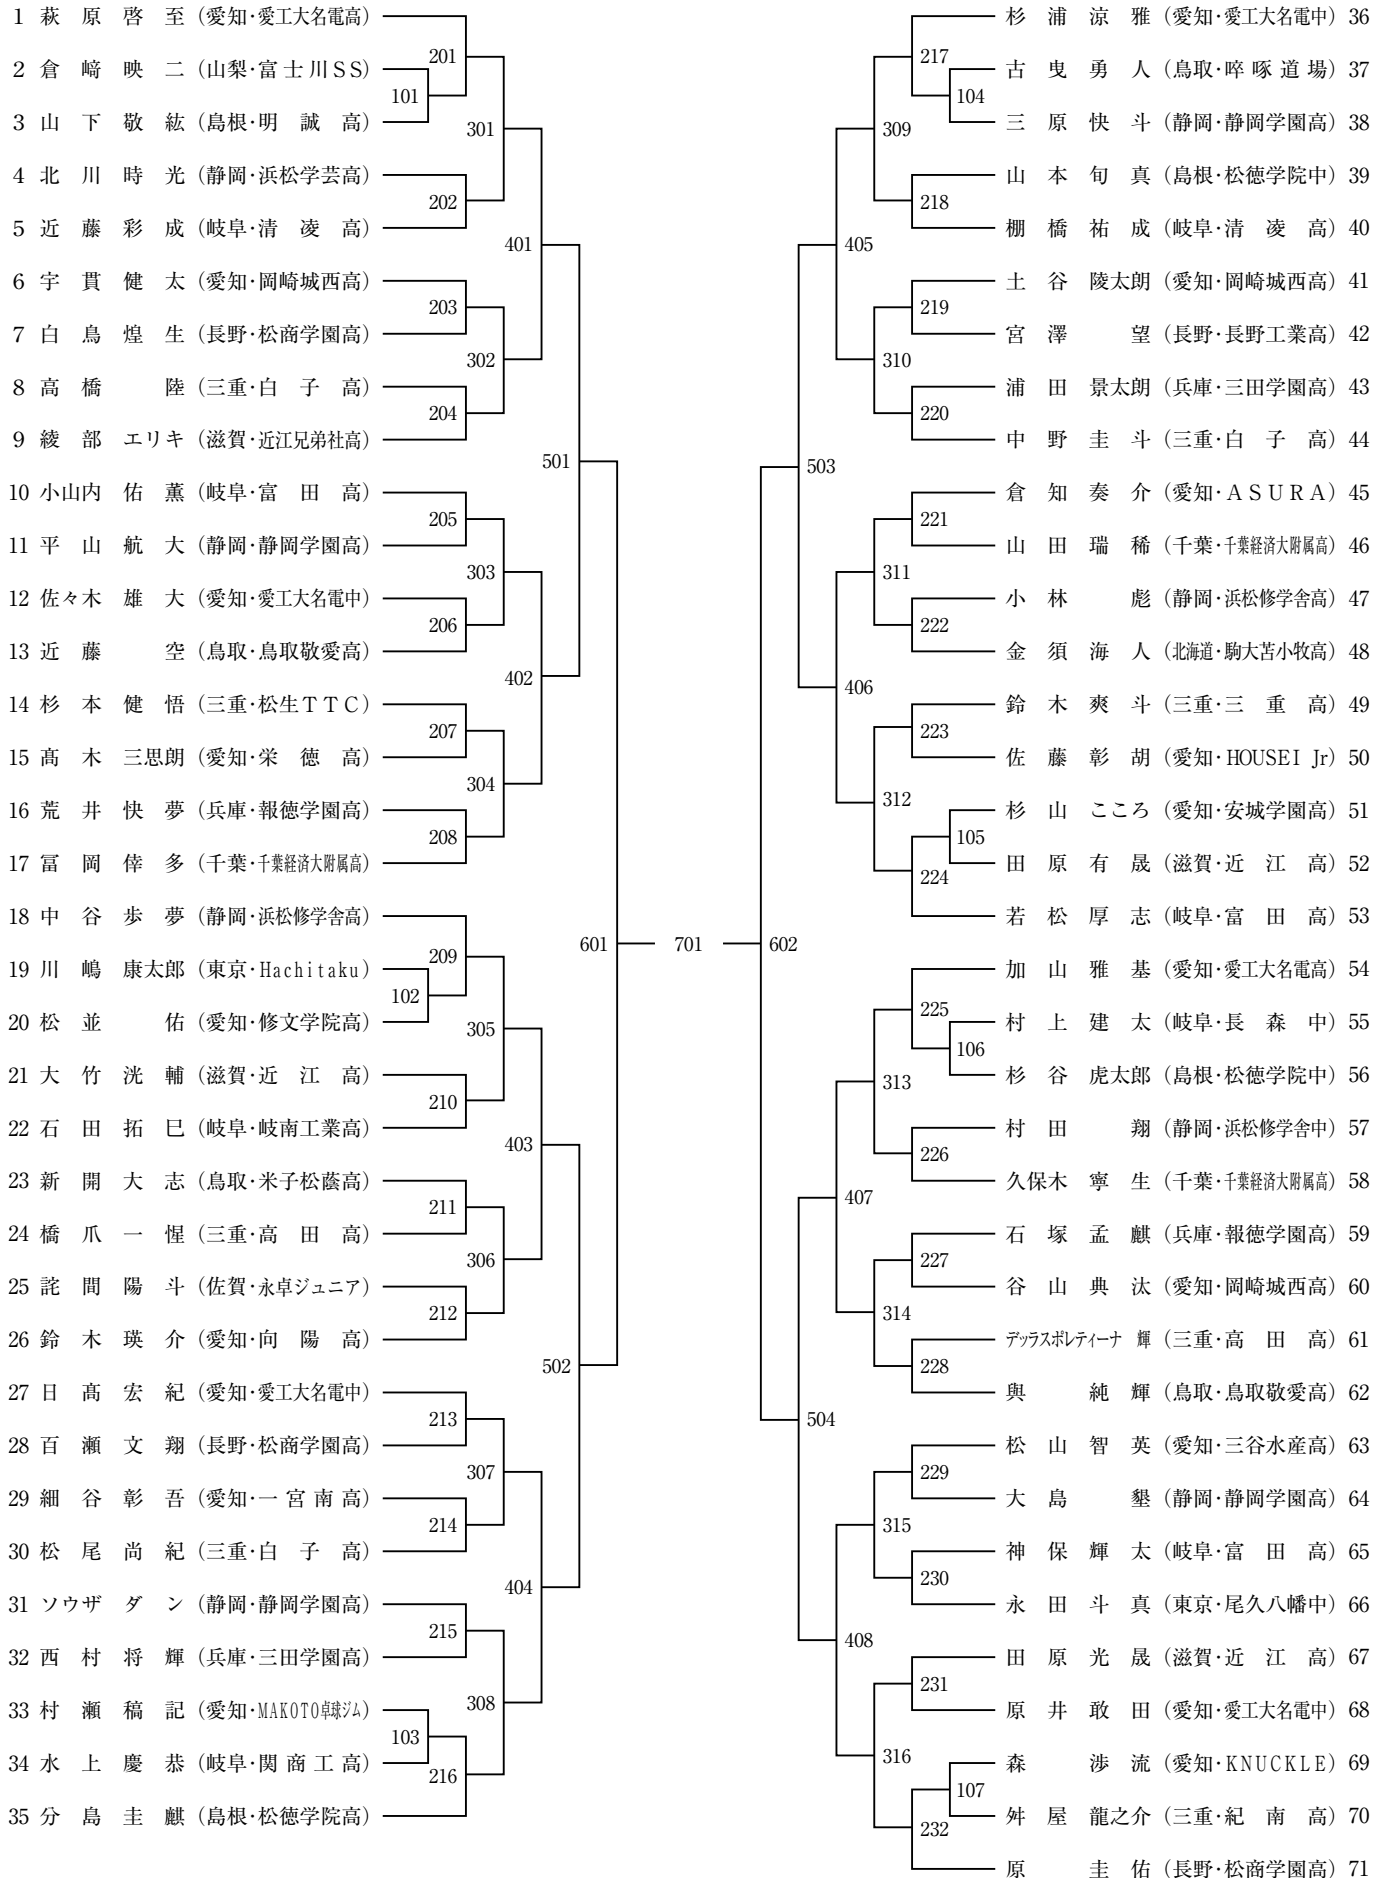 1 萩原啓至 (愛知・愛工大名電高)
2 倉﨑映二 (山梨・富士川SS)
3 山下敬紘 (島根・明誠高)
4 北川時光 (静岡・浜松学芸高)
5 近藤彩成 (岐阜・清凌高)
6 宇貫健太 (愛知・岡崎城西高)
7 白鳥煌生 (長野・松商学園高)
8 高橋陸 (三重・白子高)
9 綾部エリキ (滋賀・近江兄弟社高)
10 小山内佑薫 (岐阜・富田高)
11 平山航大 (静岡・静岡学園高)
12 佐々木雄大 (愛知・愛工大名電中)
13 近藤空 (鳥取・鳥取敬愛高)
14 杉本健悟 (三重・松生TTC)
15 髙木三思朗 (愛知・栄徳高)
16 荒井快夢 (兵庫・報徳学園高)
17 冨岡倖多 (千葉・千葉経済大附属高)
18 中谷歩夢 (静岡・浜松修学舎高)
19 川嶋康太郎 (東京・Hachitaku)
20 松並佑 (愛知・修文学院高)
21 大竹洸輔 (滋賀・近江高)
22 石田拓巳 (岐阜・岐南工業高)
23 新開大志 (鳥取・米子松蔭高)
24 橋爪一惺 (三重・高田高)
25 詫間陽斗 (佐賀・永卓ジュニア)
26 鈴木瑛介 (愛知・向陽高)
27 日髙宏紀 (愛知・愛工大名電中)
28 百瀬文翔 (長野・松商学園高)
29 細谷彰吾 (愛知・一宮南高)
30 松尾尚紀 (三重・白子高)
31 ソウザダン (静岡・静岡学園高)
32 西村将輝 (兵庫・三田学園高)
33 村瀬稿記 (愛知・MAKOTO卓球ジム)
34 水上慶恭 (岐阜・関商工高)
35 分島圭麒 (島根・松徳学院高)
101
102
103
201
202
203
204
205
206
207
208
209
210
211
212
213
214
215
216
301
302
303
304
305
306
307
308
401
402
403
404
501
502
601
701
602
503
504
405
406
407
408
309
310
311
312
313
314
315
316
217
218
219
220
221
222
223
224
225
226
227
228
229
230
231
232
104
105
106
107
杉浦涼雅 (愛知・愛工大名電中) 36
古曳勇人 (鳥取・啐啄道場) 37
三原快斗 (静岡・静岡学園高) 38
山本旬真 (島根・松徳学院中) 39
棚橋祐成 (岐阜・清凌高) 40
土谷陵太朗 (愛知・岡崎城西高) 41
宮澤望 (長野・長野工業高) 42
浦田景太朗 (兵庫・三田学園高) 43
中野圭斗 (三重・白子高) 44
倉知奏介 (愛知・ASURA) 45
山田瑞稀 (千葉・千葉経済大附属高) 46
小林彪 (静岡・浜松修学舎高) 47
金須海人 (北海道・駒大苫小牧高) 48
鈴木爽斗 (三重・三重高) 49
佐藤彰胡 (愛知・HOUSEI Jr) 50
杉山こころ (愛知・安城学園高) 51
田原有晟 (滋賀・近江高) 52
若松厚志 (岐阜・富田高) 53
加山雅基 (愛知・愛工大名電高) 54
村上建太 (岐阜・長森中) 55
杉谷虎太郎 (島根・松徳学院中) 56
村田翔 (静岡・浜松修学舎中) 57
久保木寧生 (千葉・千葉経済大附属高) 58
石塚孟麒 (兵庫・報徳学園高) 59
谷山典汰 (愛知・岡崎城西高) 60
デッラスポレティーナ輝 (三重・高田高) 61
與純輝 (鳥取・鳥取敬愛高) 62
松山智英 (愛知・三谷水産高) 63
大島墾 (静岡・静岡学園高) 64
神保輝太 (岐阜・富田高) 65
永田斗真 (東京・尾久八幡中) 66
田原光晟 (滋賀・近江高) 67
原井敢田 (愛知・愛工大名電中) 68
森渉流 (愛知・KNUCKLE) 69
舛屋龍之介 (三重・紀南高) 70
原圭佑 (長野・松商学園高) 71